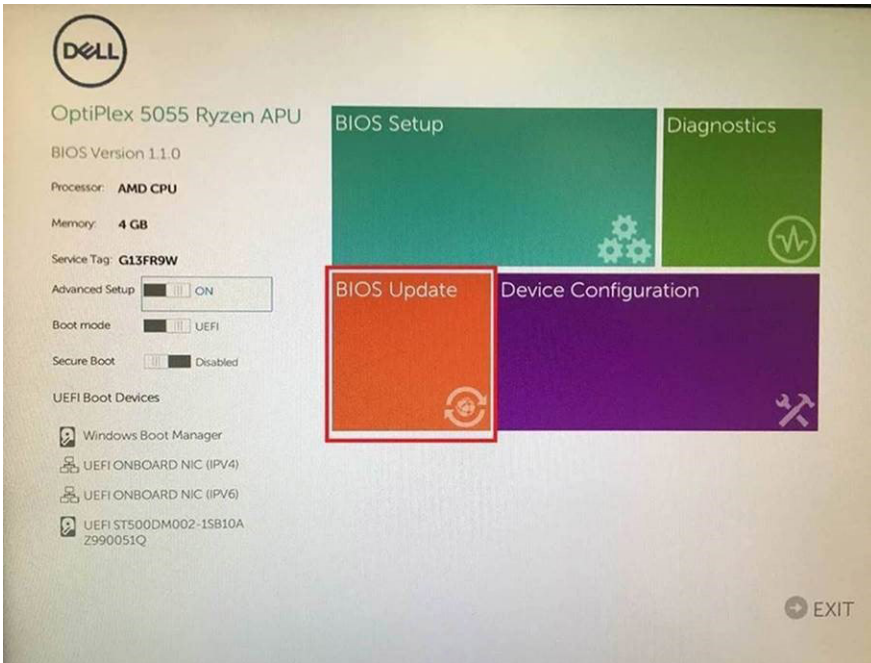 DELL
OptiPlex 5055 Ryzen APU
BIOS Version 1.1.0
Processor: AMD CPU
Memory: 4 GB
Service Tag: G13FR9W
Advanced Setup ON
Boot mode UEFI
Secure Boot Disabled
UEFI Boot Devices
Windows Boot Manager
UEFI ONBOARD NIC (IPV4)
UEFI ONBOARD NIC (IPV6)
UEFI ST500DM002-1SB10A
Z990051Q
BIOS Setup
Diagnostics
BIOS Update
Device Configuration
EXIT